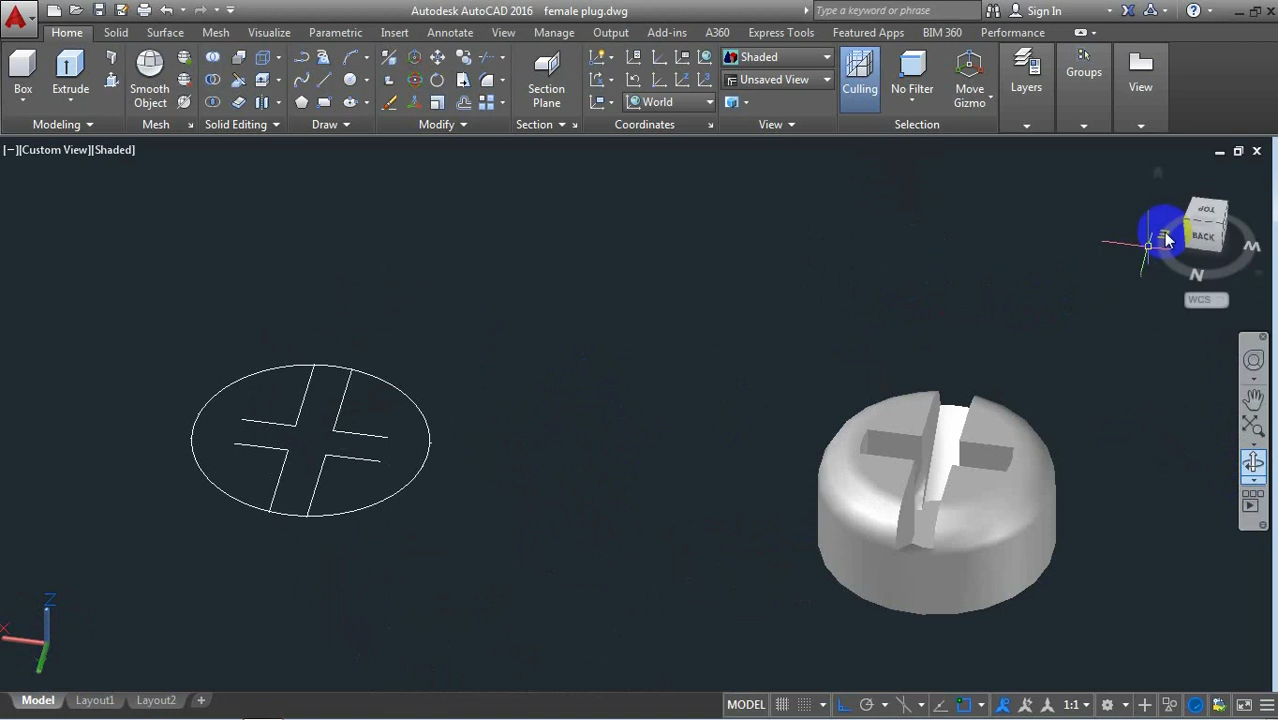 Autodesk AutoCAD 2016 female plug.dwg
Type a keyword or phrase
Sign In
Home Solid Surface Mesh Visualize Parametric Insert Annotate View Manage Output Add-ins A360 Express Tools Featured Apps BIM 360 Performance
Box
Extrude
Smooth Object
Section Plane
World
Shaded
Unsaved View
Culling
No Filter
Move Gizmo
Layers
Groups
View
Modeling
Mesh
Solid Editing
Draw
Modify
Section
Coordinates
View
Selection
[−][Custom View][Shaded]
TOP
BACK
W
N
WCS
Z
X
Model Layout1 Layout2
MODEL
1:1